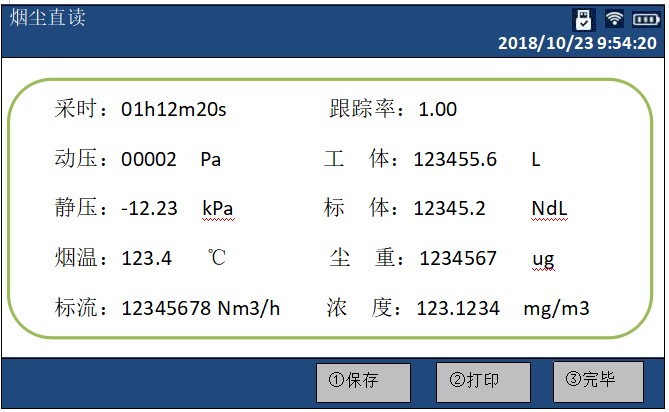 烟尘直读
2018/10/23 9:54:20
采时：01h12m20s 跟踪率：1.00
动压：00002 Pa 工 体：123455.6 L
静压：-12.23 kPa 标 体：12345.2 NdL
烟温：123.4 ℃ 尘 重：1234567 ug
标流：12345678 Nm3/h 浓 度：123.1234 mg/m3
①保存 ②打印 ③完毕